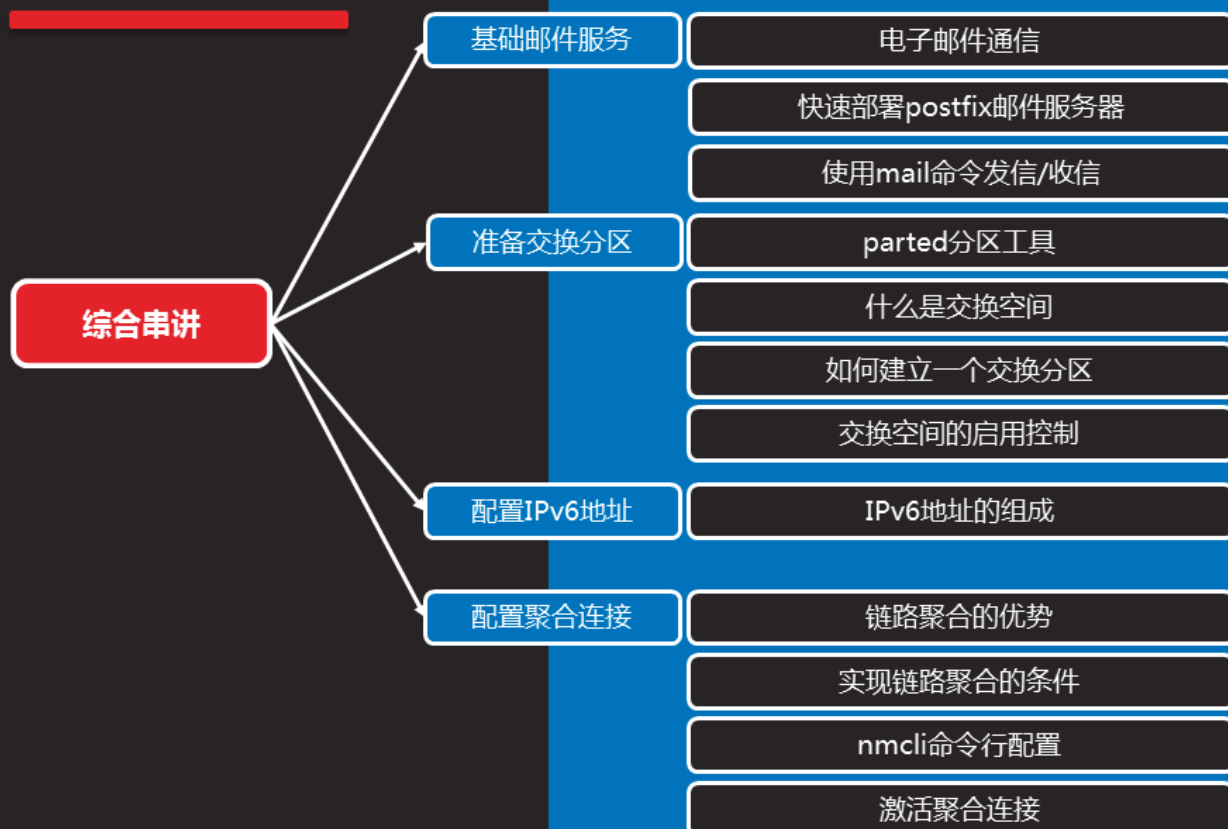 综合串讲
基础邮件服务
电子邮件通信
快速部署postfix邮件服务器
使用mail命令发信/收信
准备交换分区
parted分区工具
什么是交换空间
如何建立一个交换分区
交换空间的启用控制
配置IPv6地址
IPv6地址的组成
配置聚合连接
链路聚合的优势
实现链路聚合的条件
nmcli命令行配置
激活聚合连接